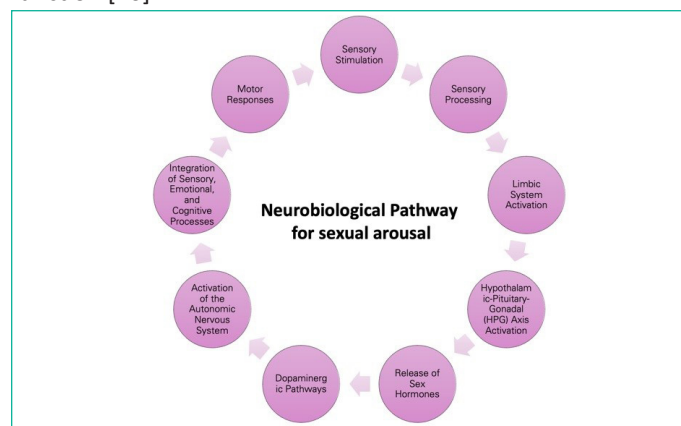 Sensory
Stimulation
Sensory
Processing
Limbic
System
Activation
Hypothalam
ic-Pituitary-
Gonadal
(HPG) Axis
Activation
Release of
Sex
Hormones
Dopaminerg
ic Pathways
Activation
of the
Autonomic
Nervous
System
Integration
of Sensory,
Emotional,
and
Cognitive
Processes
Motor
Responses
Neurobiological Pathway
for sexual arousal